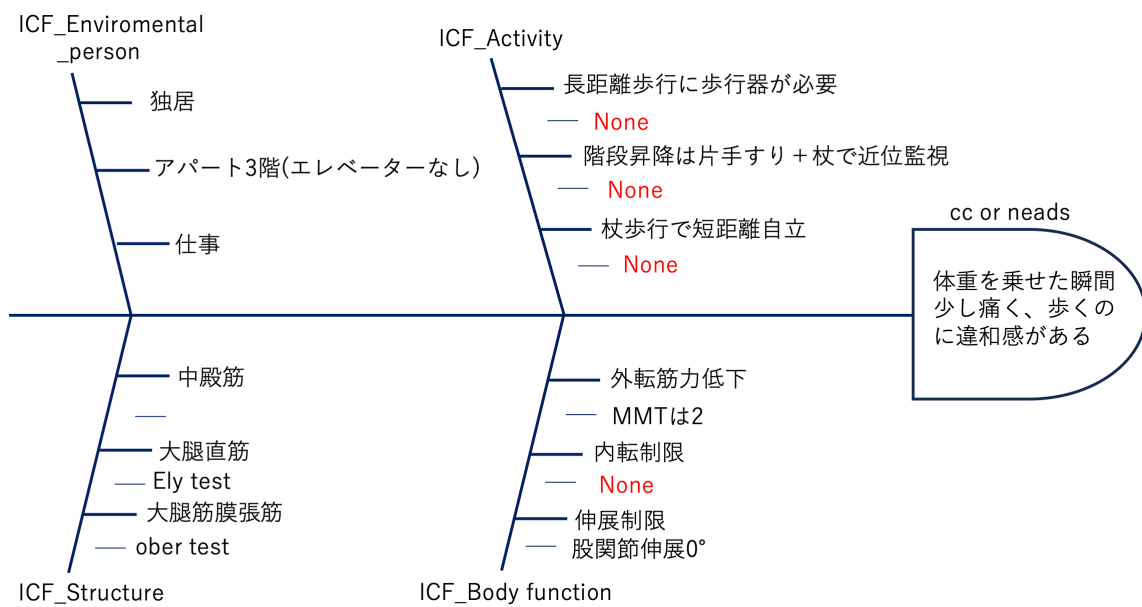 ICF_Enviromental
_person
独居
アパート3階(エレベーターなし)
仕事
ICF_Activity
長距離歩行に歩行器が必要
None
階段昇降は片手すり＋杖で近位監視
None
杖歩行で短距離自立
None
cc or neads
体重を乗せた瞬間
少し痛く、歩くの
に違和感がある
中殿筋
大腿直筋
Ely test
大腿筋膜張筋
ober test
ICF_Structure
外転筋力低下
MMTは2
内転制限
None
伸展制限
股関節伸展0°
ICF_Body function